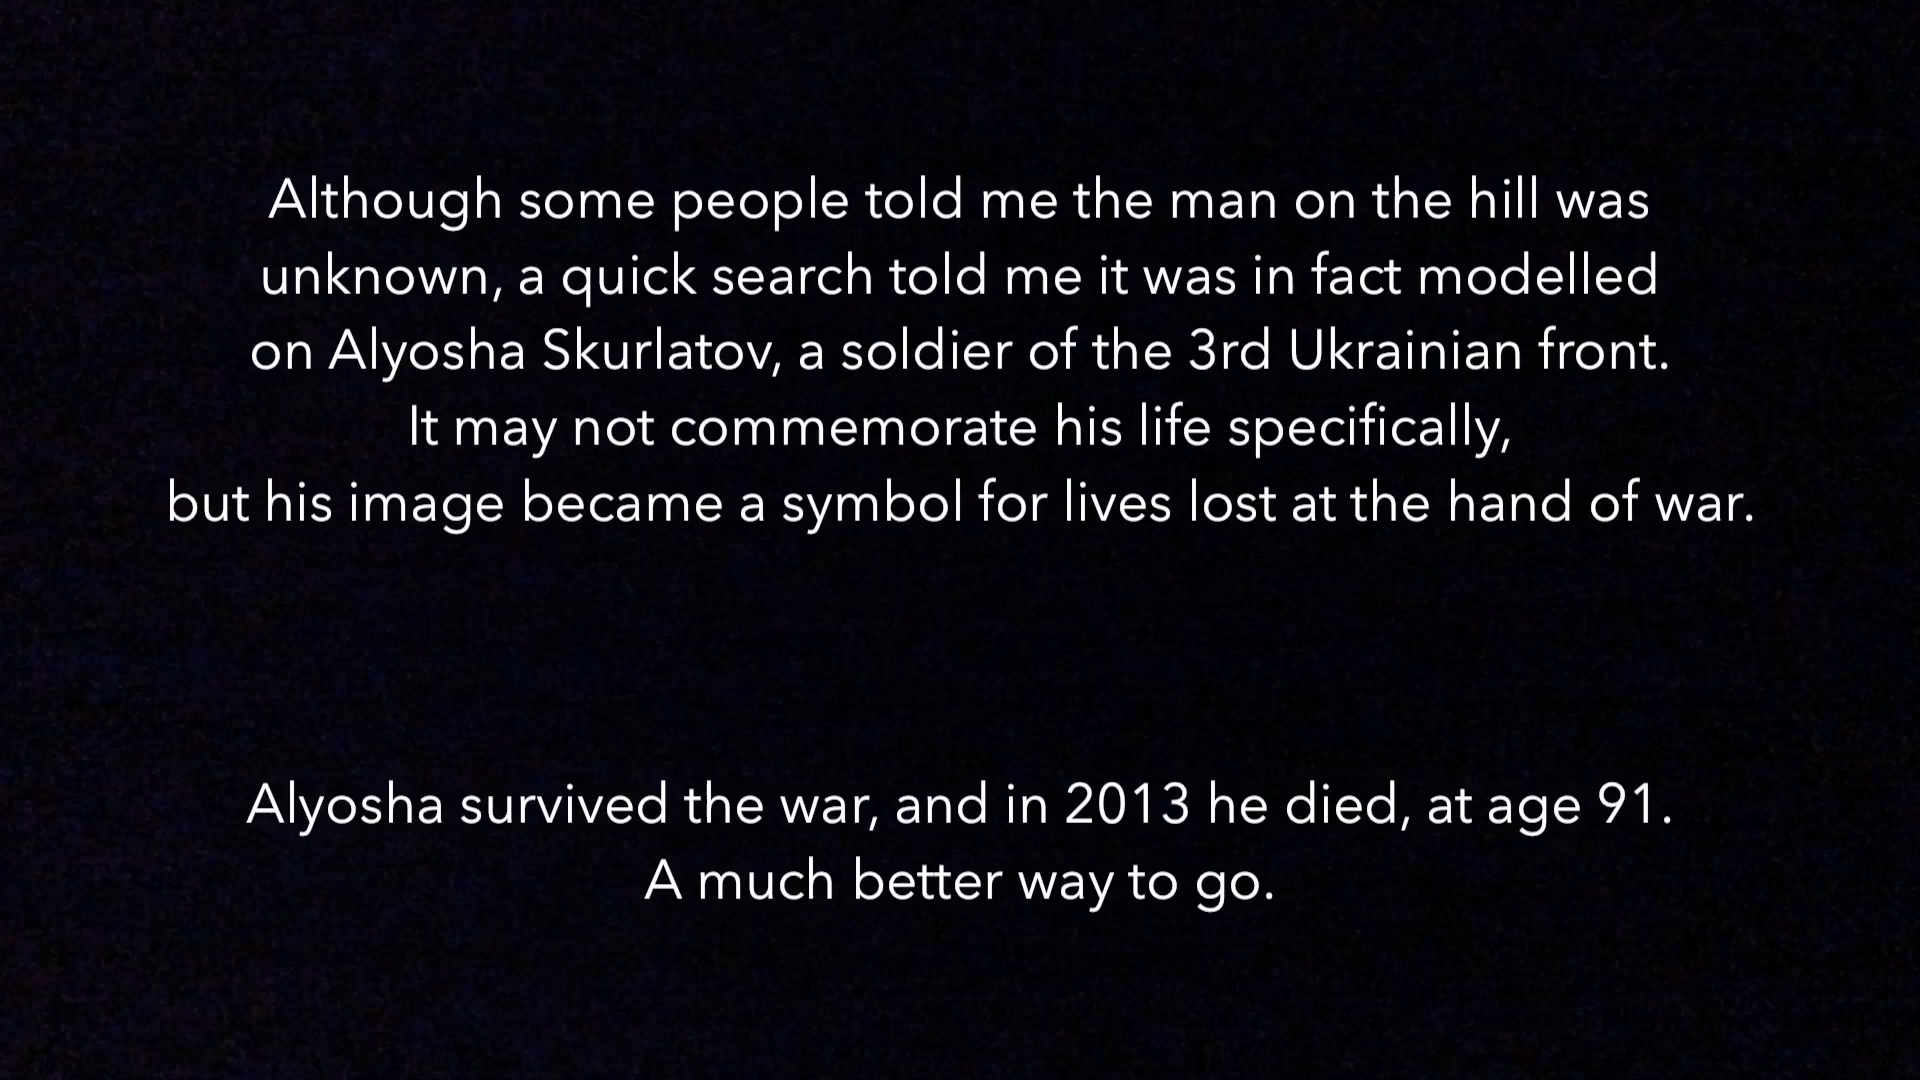 Although some people told me the man on the hill was
unknown, a quick search told me it was in fact modelled
on Alyosha Skurlatov, a soldier of the 3rd Ukrainian front.
It may not commemorate his life specifically,
but his image became a symbol for lives lost at the hand of war.
Alyosha survived the war, and in 2013 he died, at age 91.
A much better way to go.